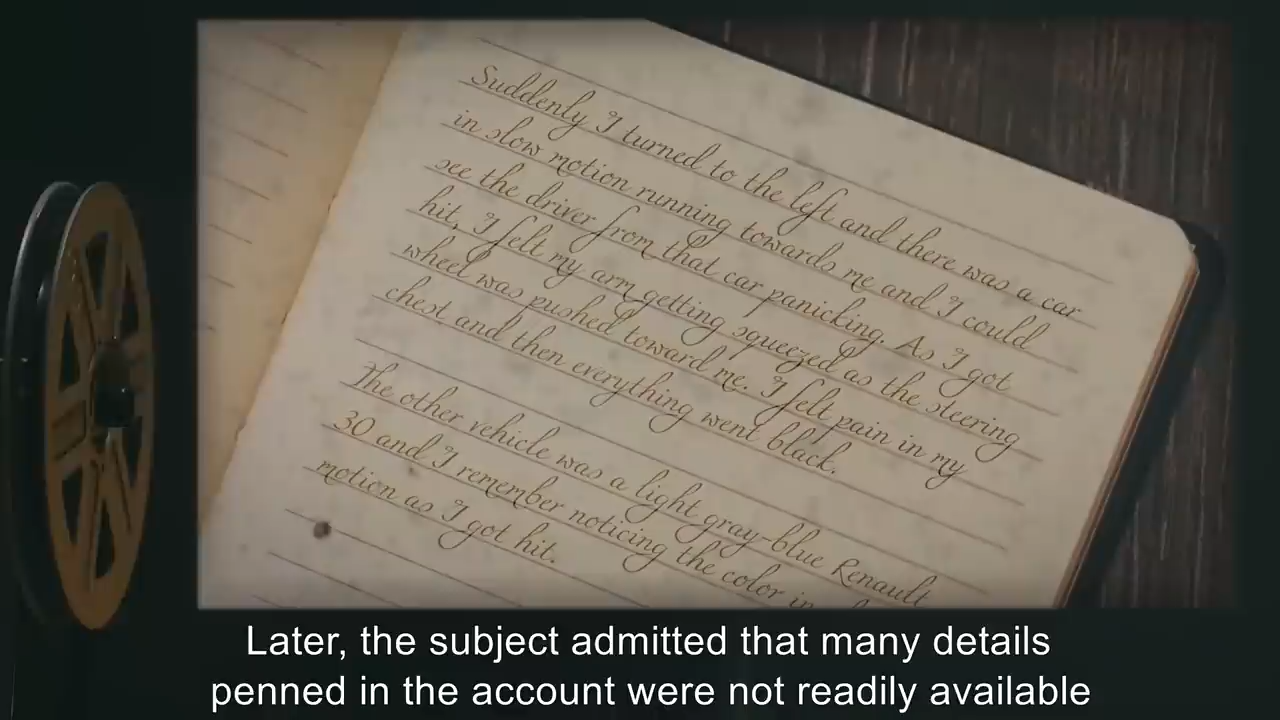 Suddenly I turned to the left and there was a car
in slow motion running towards me and I could
see the driver from that car panicking. As I got
hit, I felt my arm getting squeezed as the steering
wheel was pushed toward me. I felt pain in my
chest and then everything went black.
The other vehicle was a light gray-blue Renault
30 and I remember noticing the color in
motion as I got hit.
Later, the subject admitted that many details
penned in the account were not readily available